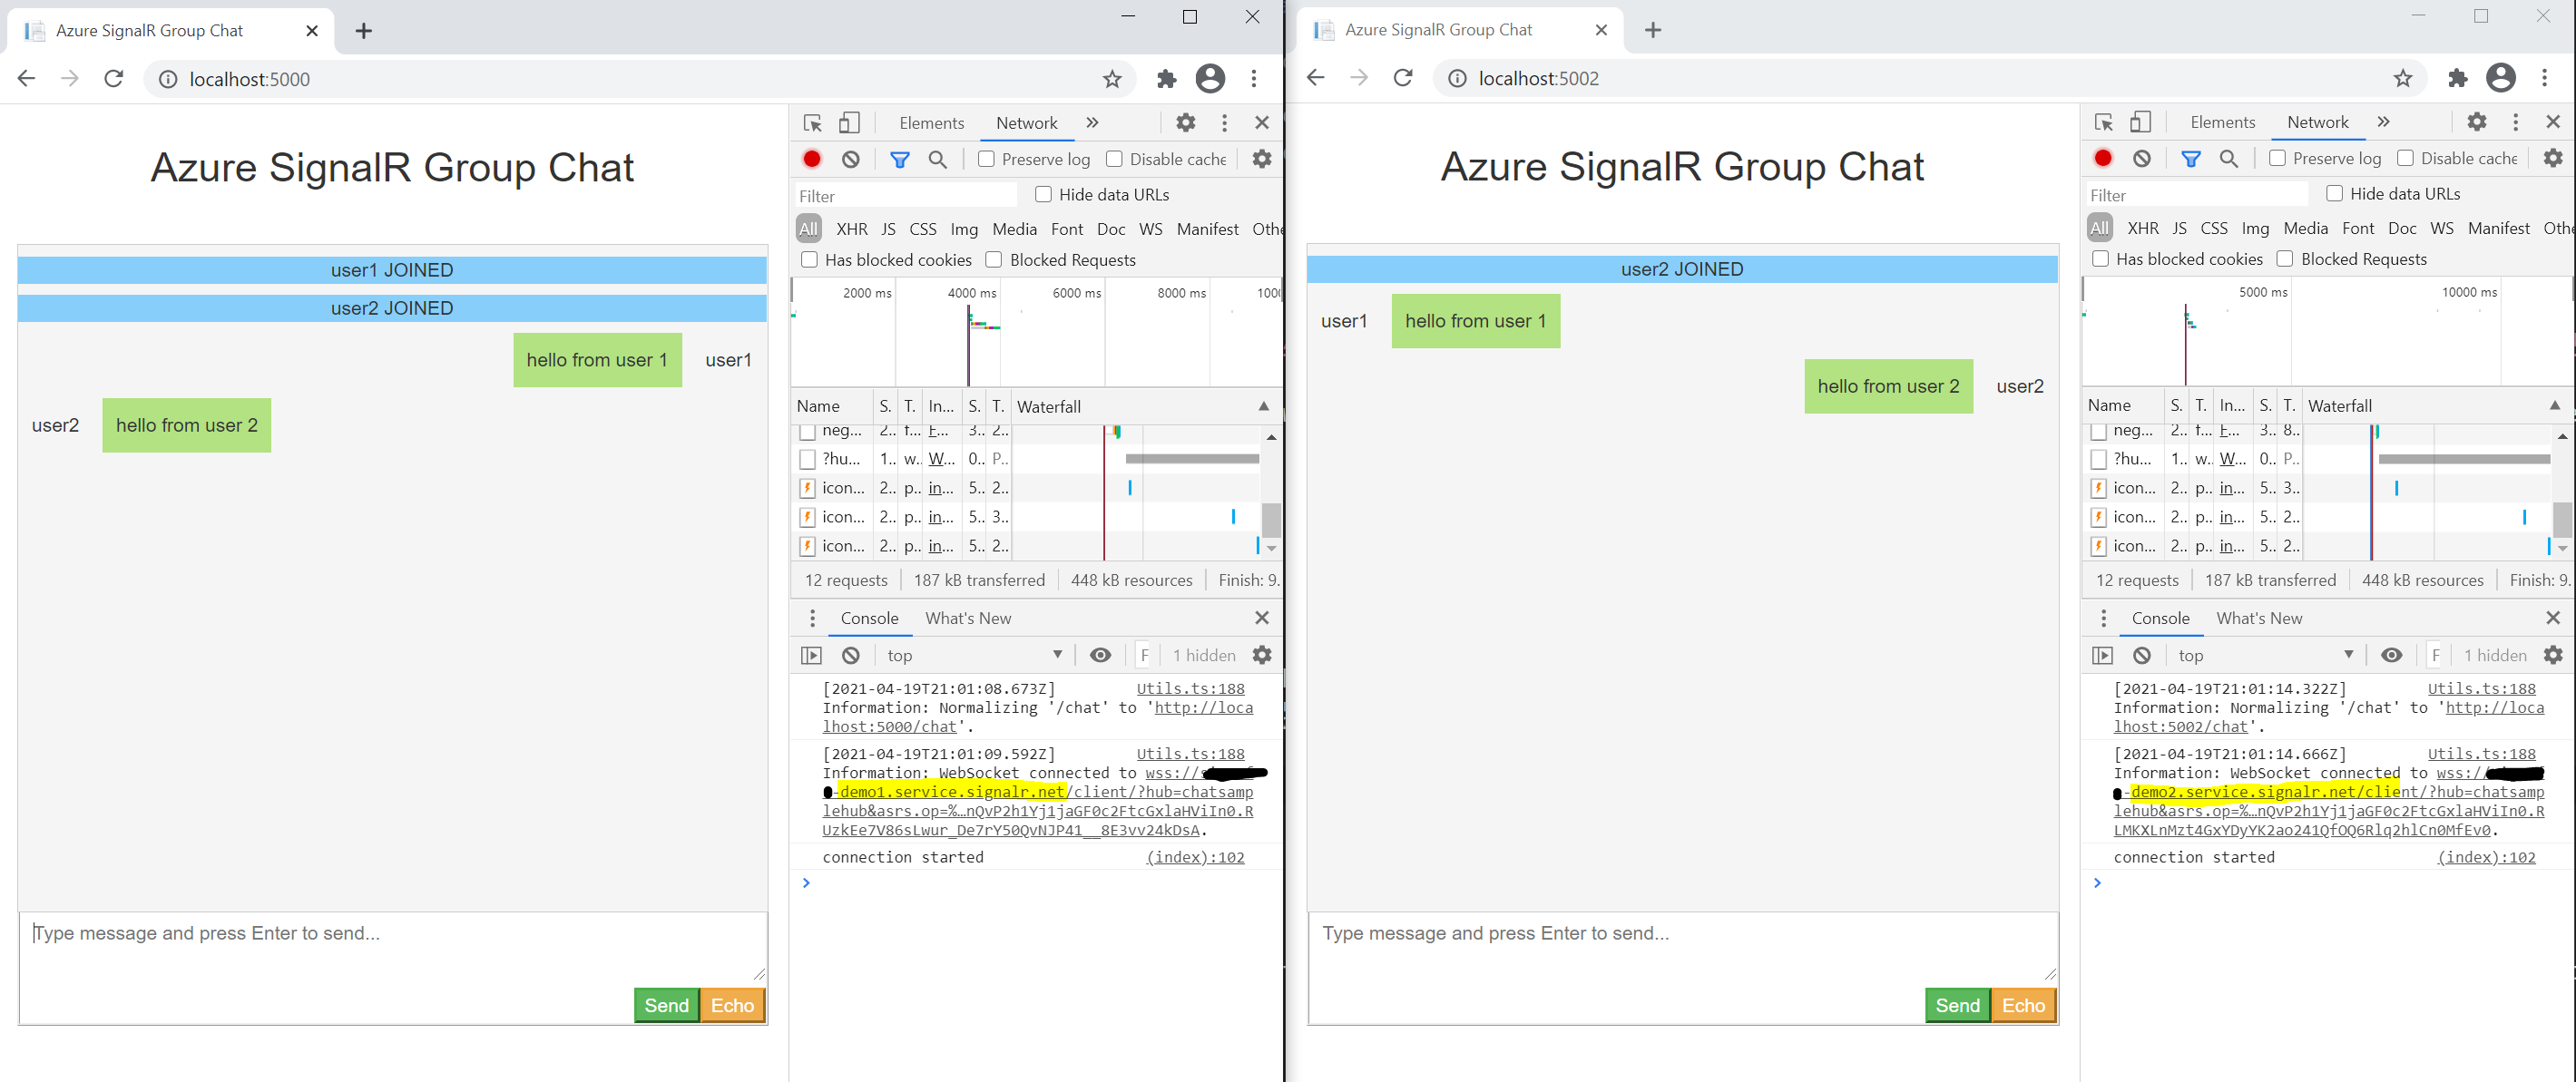 Azure SignalR Group Chat
localhost:5000
Azure SignalR Group Chat
user1 JOINED
user2 JOINED
hello from user 1 user1
user2 hello from user 2
Type message and press Enter to send...
Send Echo
Elements Network
Preserve log Disable cache
Filter Hide data URLs
All XHR JS CSS Img Media Font Doc WS Manifest Othe
Has blocked cookies Blocked Requests
2000 ms 4000 ms 6000 ms 8000 ms 1000
Name S. T. In... S. T. Waterfall
neg... 2.. f... F... 3.. 2..
?hu... 1.. w.. W... 0.. P..
icon... 2.. p.. in... 5.. 2..
icon... 2.. p.. in... 5.. 3..
icon... 2.. p.. in... 5.. 2..
12 requests 187 kB transferred 448 kB resources Finish: 9.
Console What's New
top F 1 hidden
[2021-04-19T21:01:08.673Z] Utils.ts:188
Information: Normalizing '/chat' to 'http://loca
lhost:5000/chat'.
[2021-04-19T21:01:09.592Z] Utils.ts:188
Information: WebSocket connected to wss://
-demo1.service.signalr.net/client/?hub=chatsamp
lehub&asrs.op=%…nQvP2h1Yj1jaGF0c2FtcGxlaHViIn0.R
UzkEe7V86sLwur_De7rY50QvNJP41__8E3vv24kDsA.
connection started (index):102
Azure SignalR Group Chat
localhost:5002
Azure SignalR Group Chat
user2 JOINED
user1 hello from user 1
hello from user 2 user2
Type message and press Enter to send...
Send Echo
Elements Network
Preserve log Disable cache
Filter Hide data URLs
All XHR JS CSS Img Media Font Doc WS Manifest Othe
Has blocked cookies Blocked Requests
5000 ms 10000 ms
Name S. T. In... S. T. Waterfall
neg... 2.. f... F... 3.. 8..
?hu... 1.. w.. W... 0.. P..
icon... 2.. p.. in... 5.. 3..
icon... 2.. p.. in... 5.. 2..
icon... 2.. p.. in... 5.. 2..
12 requests 187 kB transferred 448 kB resources Finish: 9.
Console What's New
top F 1 hidden
[2021-04-19T21:01:14.322Z] Utils.ts:188
Information: Normalizing '/chat' to 'http://loca
lhost:5002/chat'.
[2021-04-19T21:01:14.666Z] Utils.ts:188
Information: WebSocket connected to wss://
-demo2.service.signalr.net/client/?hub=chatsamp
lehub&asrs.op=%…nQvP2h1Yj1jaGF0c2FtcGxlaHViIn0.R
LMKXLnMzt4GxYDyYK2ao241QfOQ6Rlq2hlCn0MfEv0.
connection started (index):102